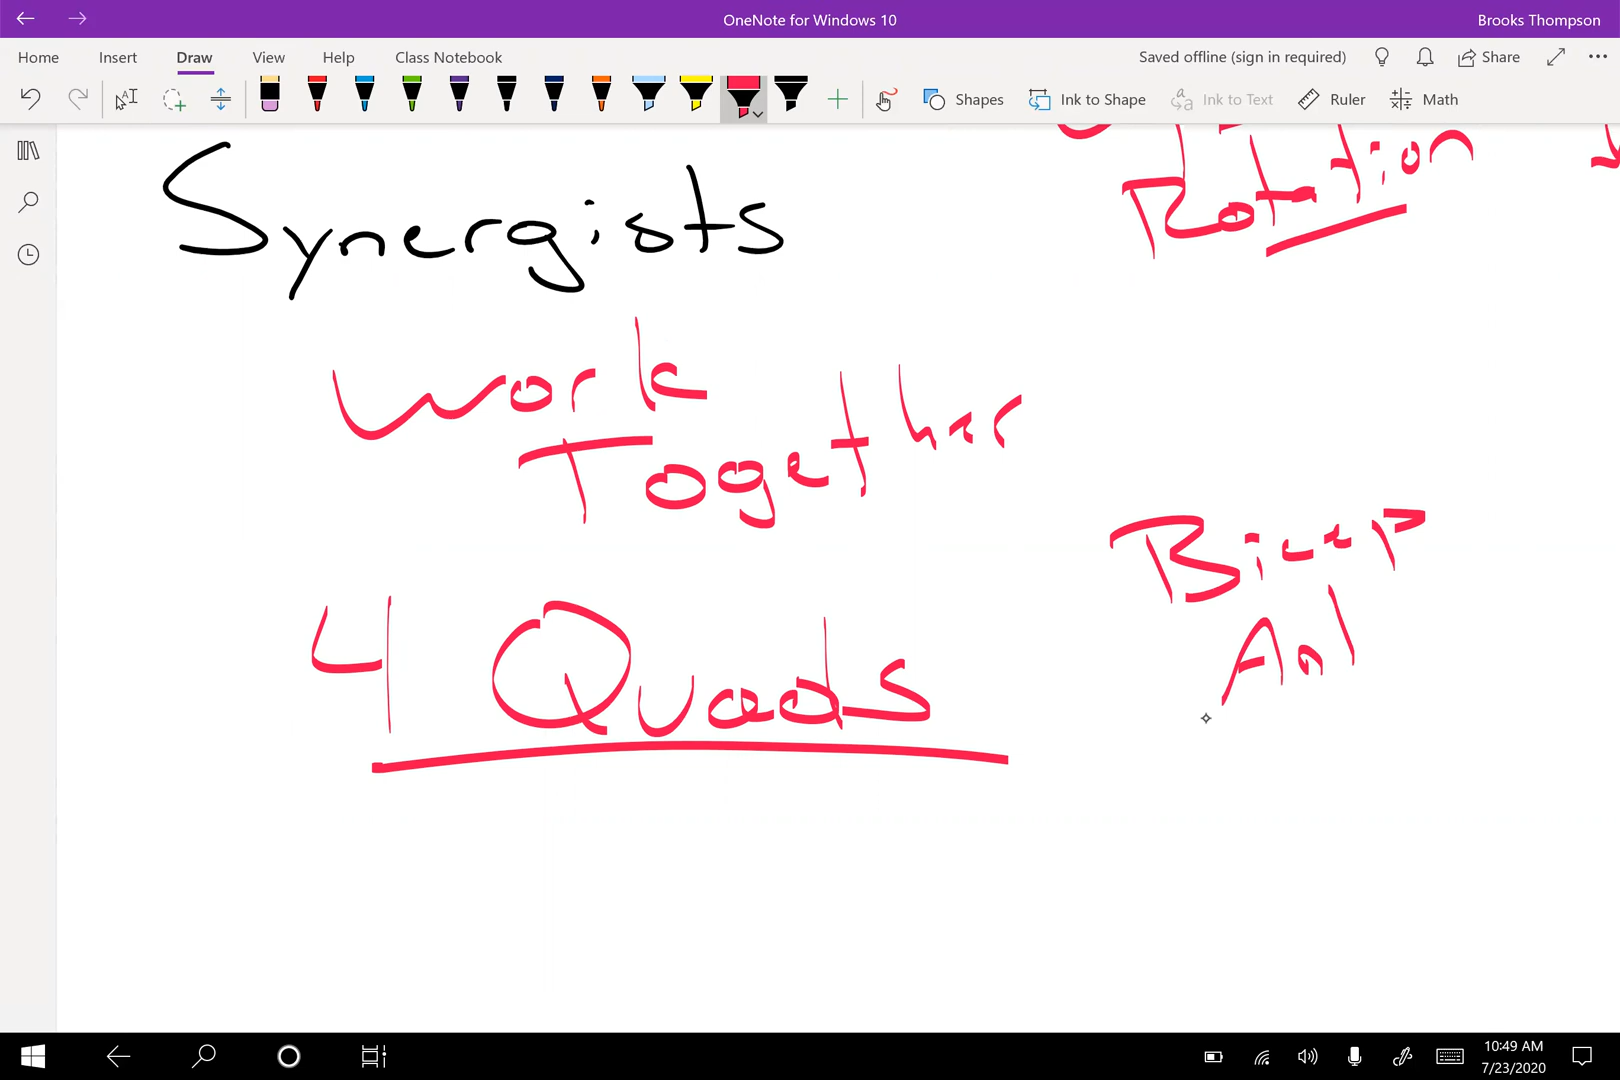 OneNote for Windows 10
Brooks Thompson
Home Insert Draw View Help Class Notebook
Saved offline (sign in required) Share
Shapes Ink to Shape Ink to Text Ruler Math
Rotation
Synergists
Work
Together
4 Quads
Bicep
And
10:49 AM
7/23/2020